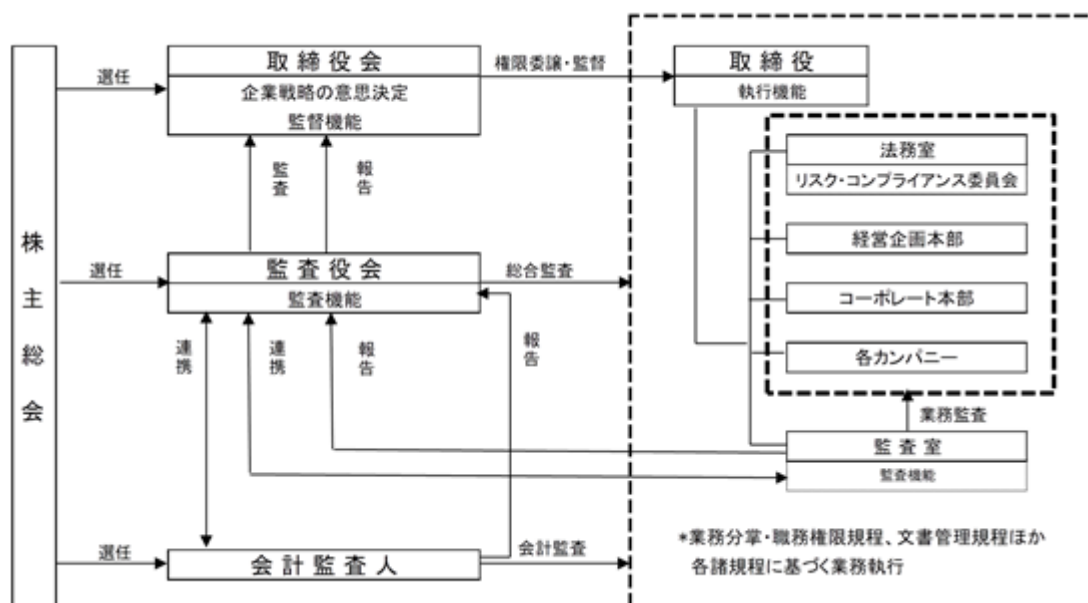 株主総会
選任
取締役会
企業戦略の意思決定
監督機能
権限委譲・監督
取締役
執行機能
法務室
リスク・コンプライアンス委員会
監査
報告
経営企画本部
選任
監査役会
監査機能
総合監査
コーポレート本部
連携
連携
報告
報告
各カンパニー
業務監査
監査室
監査機能
選任
会計監査人
会計監査
*業務分掌・職務権限規程、文書管理規程ほか
各諸規程に基づく業務執行